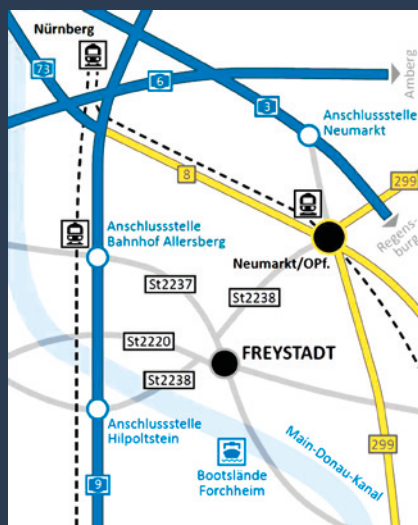 Nürnberg
73
6
Amberg
3
Anschlussstelle
Neumarkt
8
299
Regens-
burg
Anschlussstelle
Bahnhof Allersberg
Neumarkt/OPf.
St2237
St2238
St2220
FREYSTADT
St2238
Anschlussstelle
Hilpoltstein
Main-Donau-Kanal
299
Bootslände
Forchheim
9